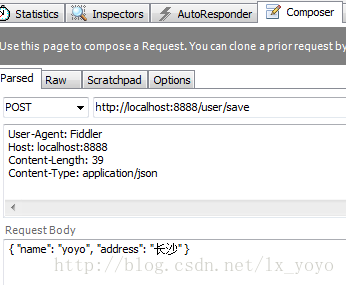 Statistics Inspectors AutoResponder Composer
Use this page to compose a Request. You can clone a prior request by
Parsed Raw Scratchpad Options
POST http://localhost:8888/user/save
User-Agent: Fiddler
Host: localhost:8888
Content-Length: 39
Content-Type: application/json
Request Body
{ "name": "yoyo", "address": "长沙" }
http://blog.csdn.net/lx_yoyo